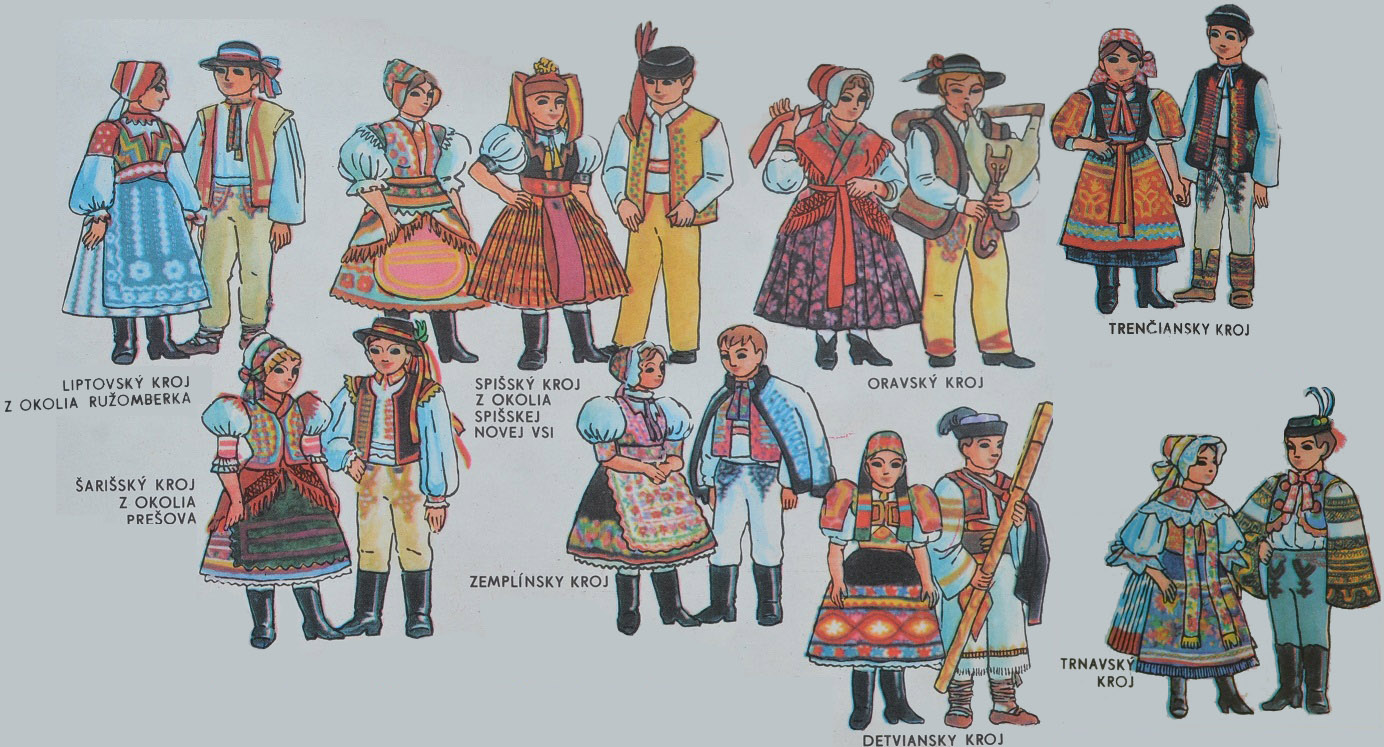 TRENČIANSKY KROJ
LIPTOVSKÝ KROJ
Z OKOLIA RUŽOMBERKA
SPIŠSKÝ KROJ
Z OKOLIA
SPIŠSKEJ
NOVEJ VSI
ORAVSKÝ KROJ
ŠARIŠSKÝ KROJ
Z OKOLIA
PREŠOVA
ZEMPLÍNSKY KROJ
TRNAVSKÝ
KROJ
DETVIANSKY KROJ